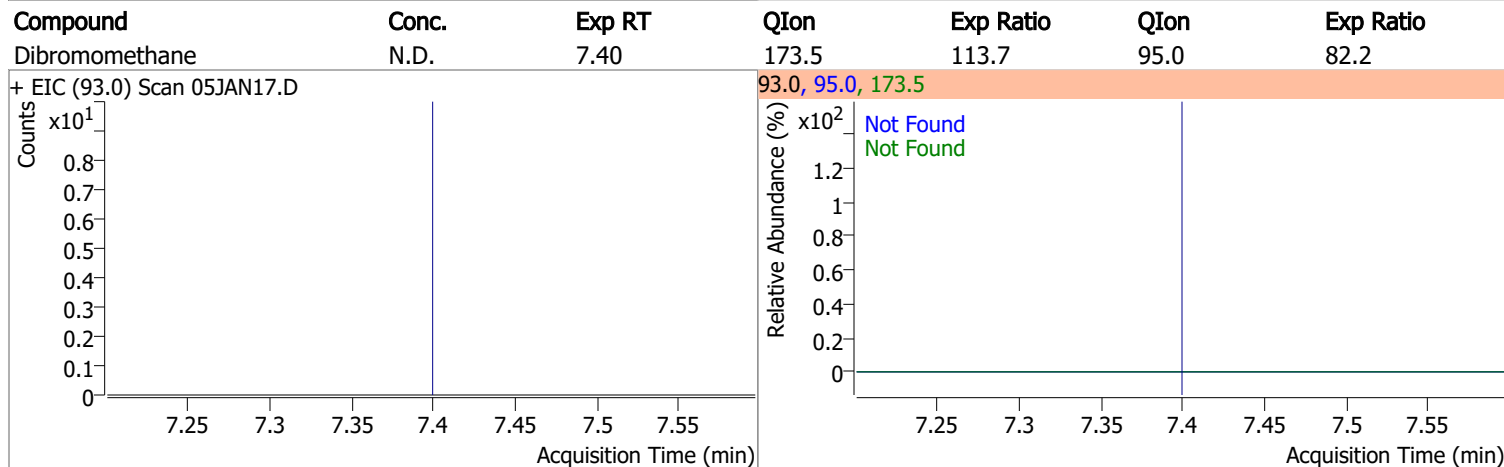 Compound Conc. Exp RT QIon Exp Ratio QIon Exp Ratio
Dibromomethane N.D. 7.40 173.5 113.7 95.0 82.2
+ EIC (93.0) Scan 05JAN17.D
Counts
x10^1
0.8
0.7
0.6
0.5
0.4
0.3
0.2
0.1
0
7.25 7.3 7.35 7.4 7.45 7.5 7.55
Acquisition Time (min)
93.0, 95.0, 173.5
Relative Abundance (%)
x10^2
Not Found
Not Found
1.2
1
0.8
0.6
0.4
0.2
0
7.25 7.3 7.35 7.4 7.45 7.5 7.55
Acquisition Time (min)